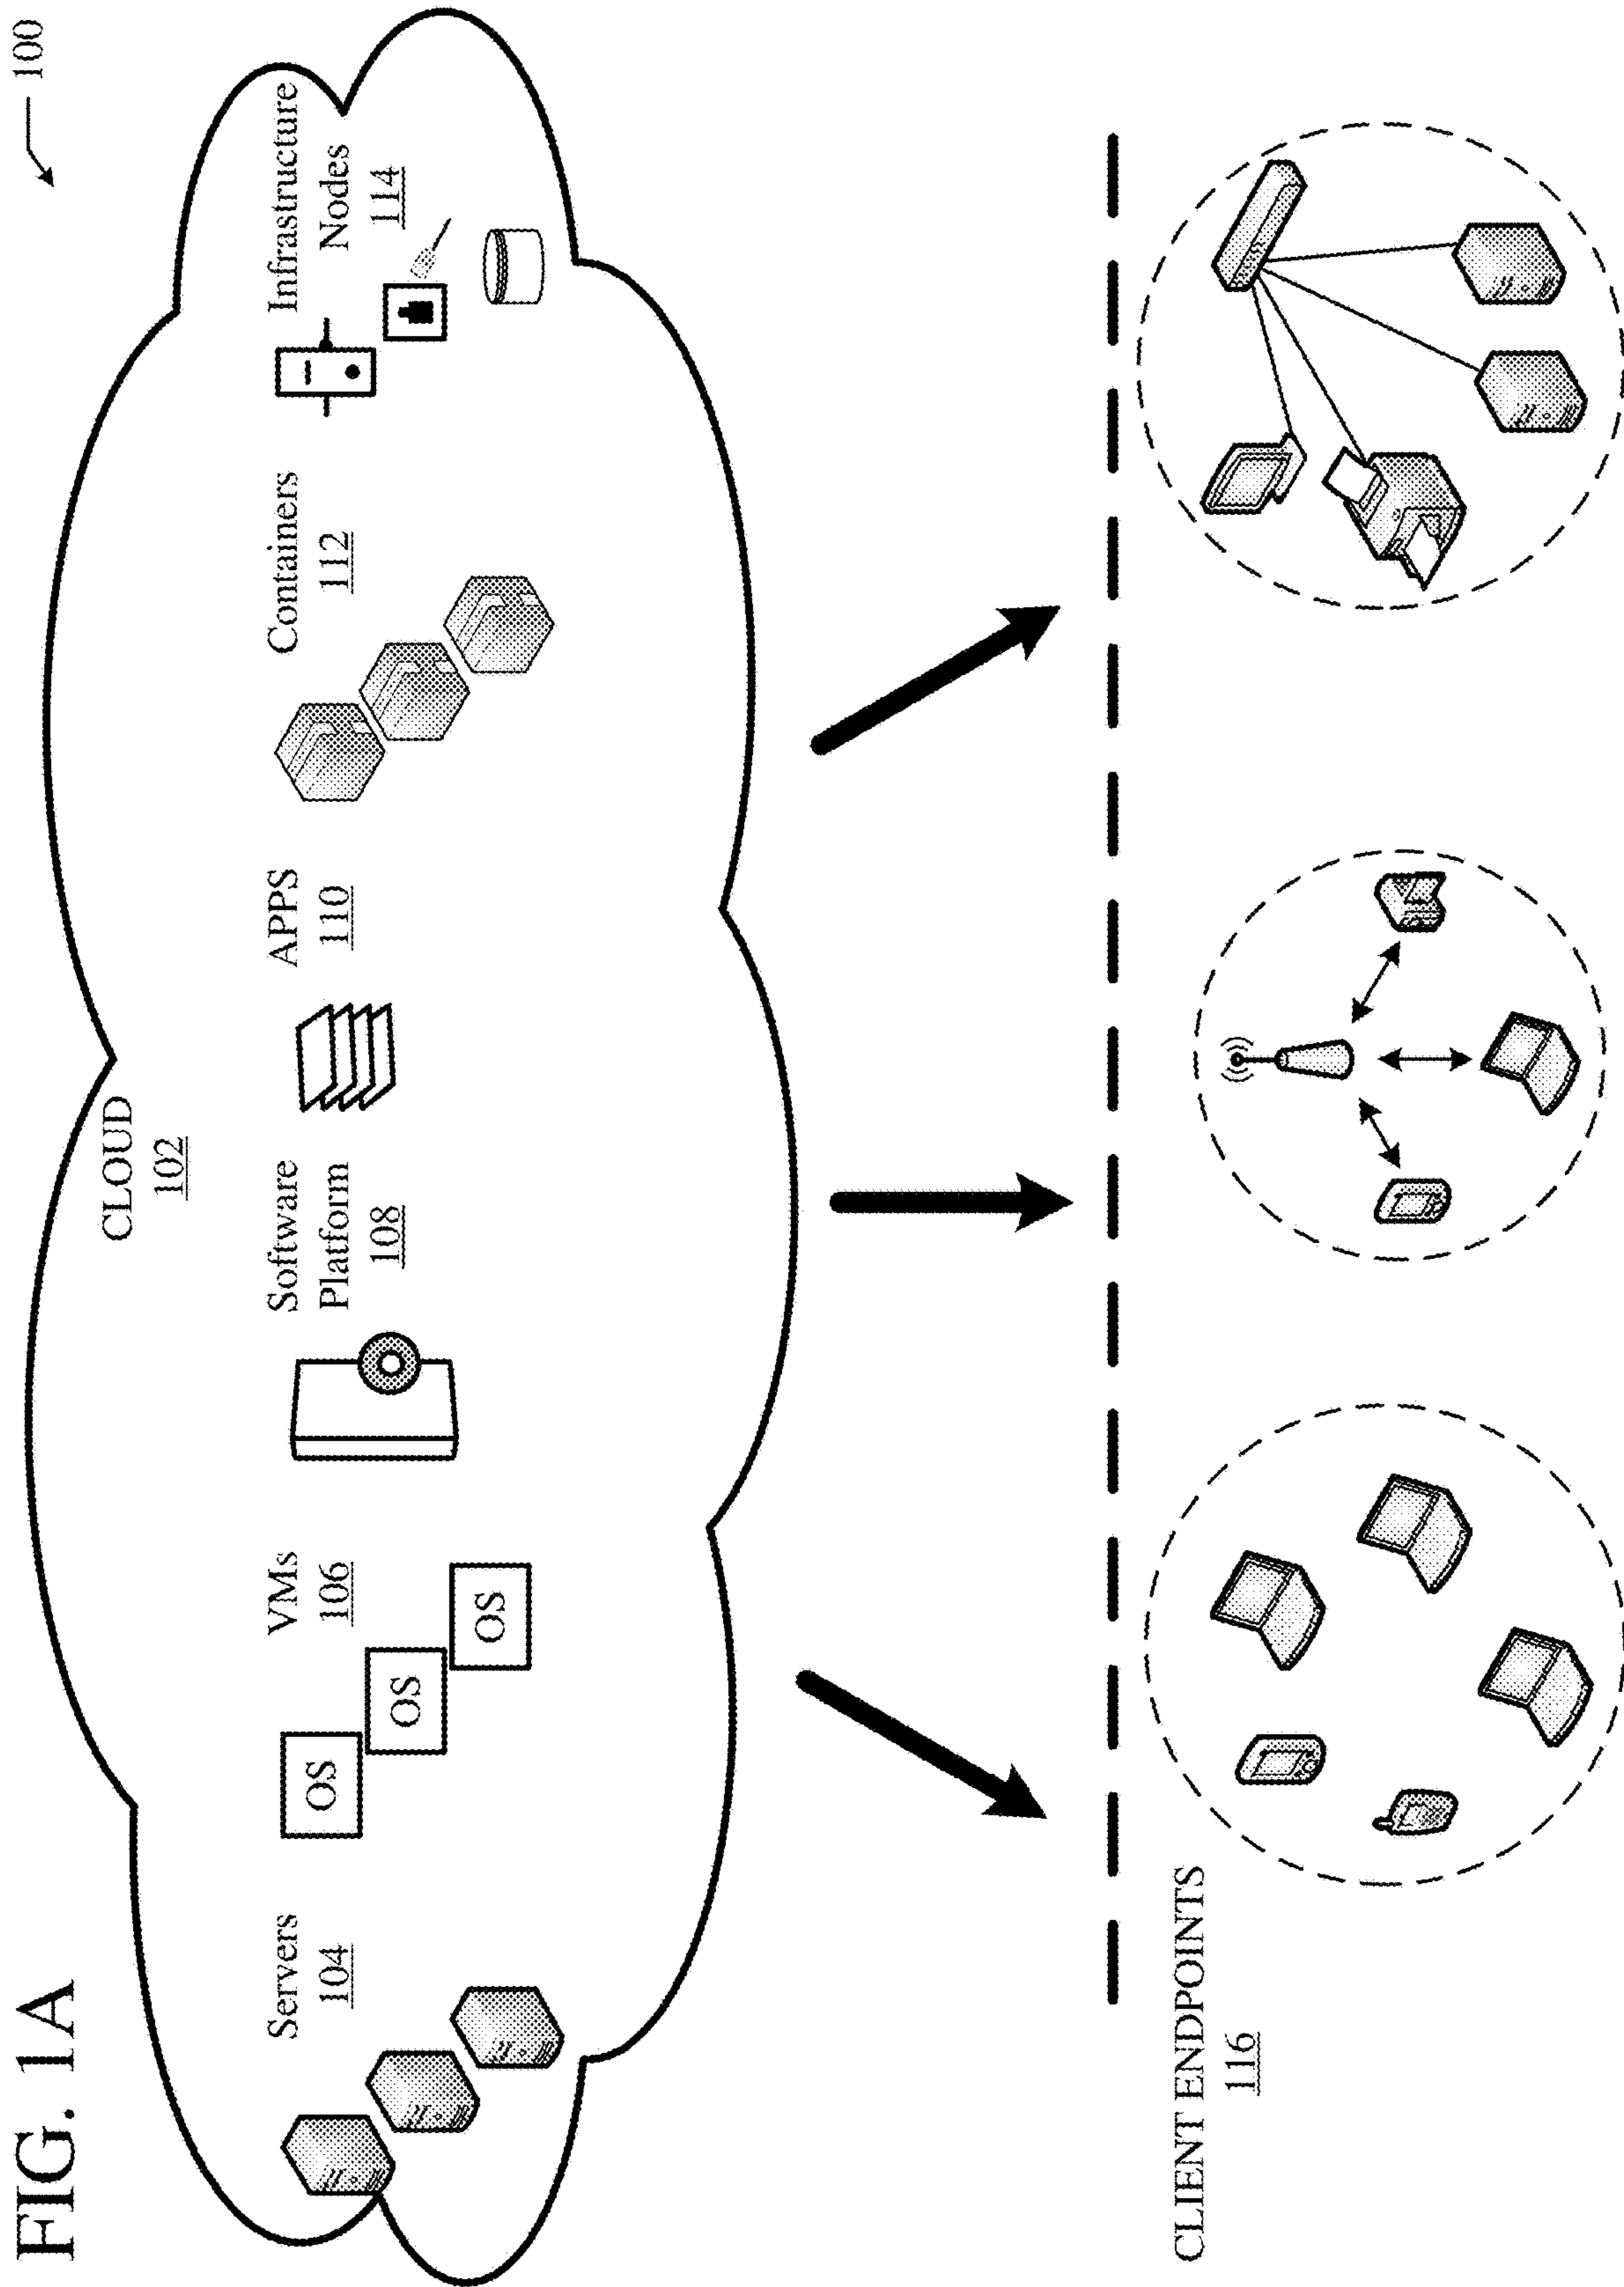 FIG. 1A
100
CLOUD
102
Servers
104
VMs
106
Software
Platform
108
APPS
110
Containers
112
Infrastructure
Nodes
114
OS
OS
OS
CLIENT ENDPOINTS
116